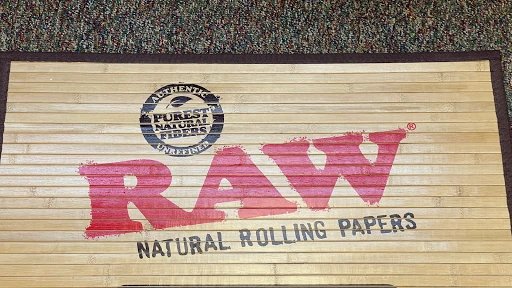 AUTHENTIC
PUREST
NATURAL
FIBERS
UNREFINED
RAW®
NATURAL ROLLING PAPERS